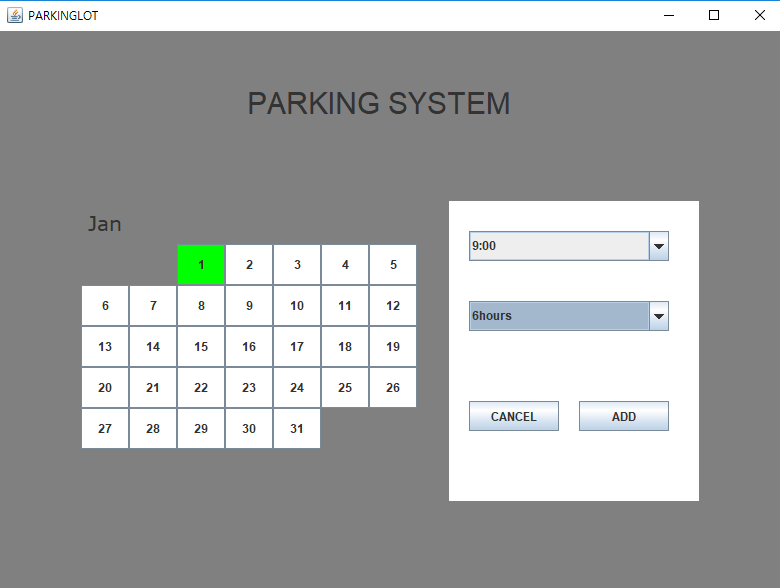 PARKINGLOT
PARKING SYSTEM
Jan
1 2 3 4 5
6 7 8 9 10 11 12
13 14 15 16 17 18 19
20 21 22 23 24 25 26
27 28 29 30 31
9:00
6hours
CANCEL ADD